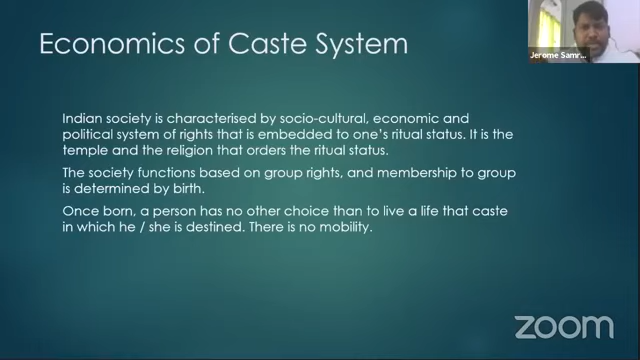 Economics of Caste System
Jerome Samr...
Indian society is characterised by socio-cultural, economic and
political system of rights that is embedded to one's ritual status. It is the
temple and the religion that orders the ritual status.
The society functions based on group rights, and membership to group
is determined by birth.
Once born, a person has no other choice than to live a life that caste
in which he / she is destined. There is no mobility.
zoom